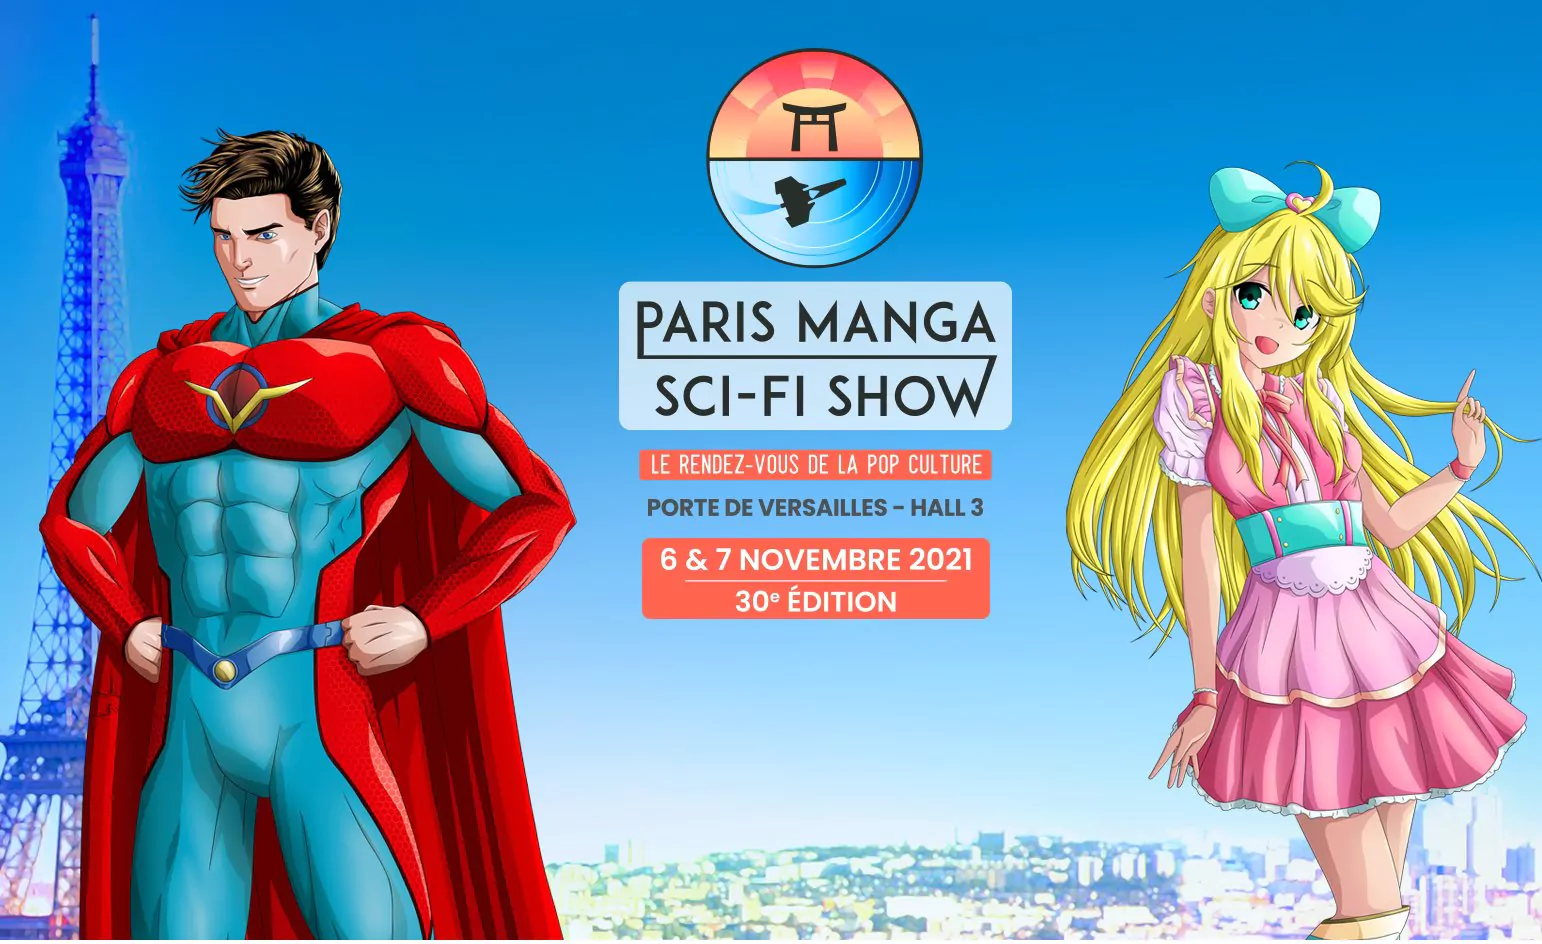 PARIS MANGA
SCI-FI SHOW
LE RENDEZ-VOUS DE LA POP CULTURE
PORTE DE VERSAILLES - HALL 3
6 & 7 NOVEMBRE 2021
30e ÉDITION